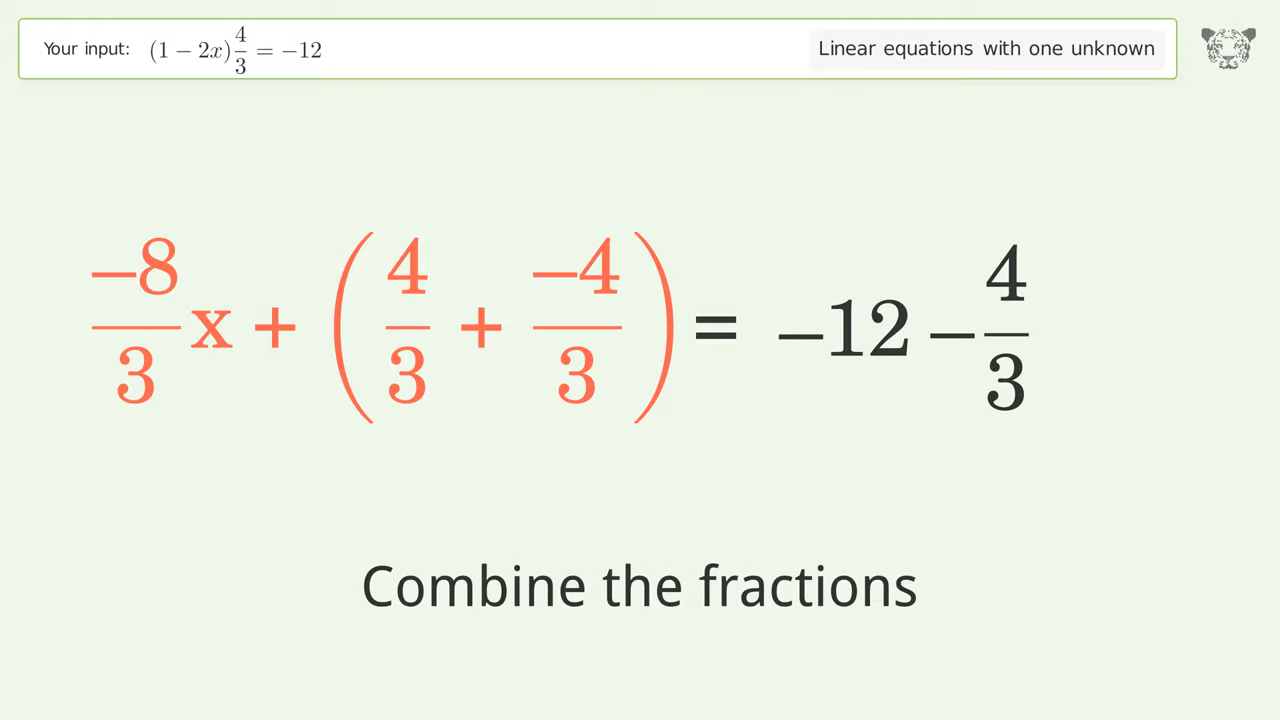 Your input: (1 − 2x)4/3 = −12
Linear equations with one unknown
−8/3 x + (4/3 + −4/3) = −12 − 4/3
Combine the fractions